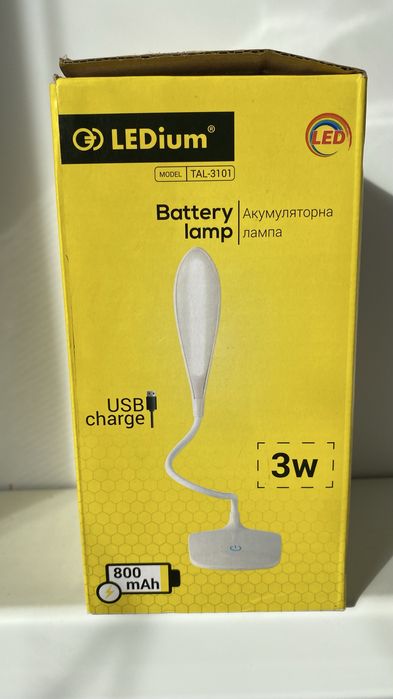 LEDium®
LED
MODEL TAL-3101
Battery lamp
Акумуляторна лампа
USB charge
3w
800 mAh